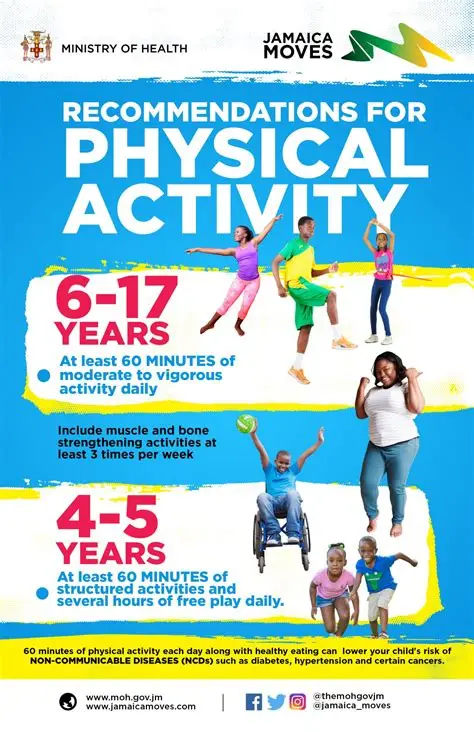 MINISTRY OF HEALTH
JAMAICA
MOVES
RECOMMENDATIONS FOR
PHYSICAL
ACTIVITY
6-17
YEARS
At least 60 MINUTES of
moderate to vigorous
activity daily
Include muscle and bone
strengthening activities at
least 3 times per week
4-5
YEARS
At least 60 MINUTES of
structured activities and
several hours of free play daily.
60 minutes of physical activity each day along with healthy eating can lower your child's risk of
NON-COMMUNICABLE DISEASES (NCDs) such as diabetes, hypertension and certain cancers.
www.moh.gov.jm
www.jamaicamoves.com
@themohgovjm
@jamaica_moves